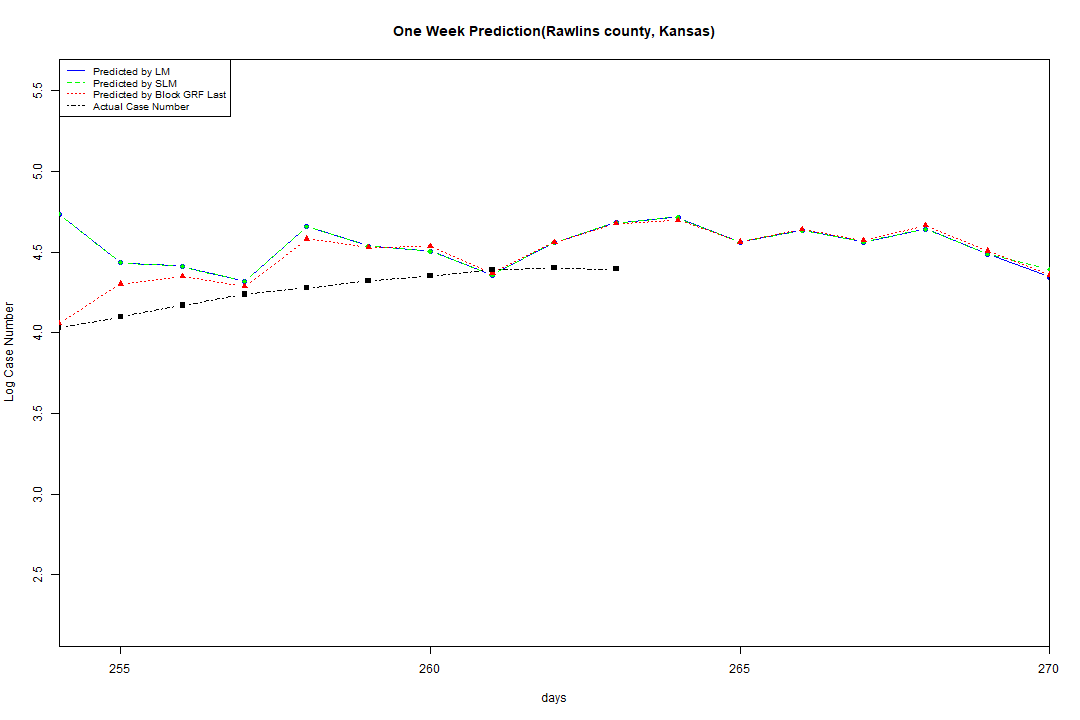 One Week Prediction(Rawlins county, Kansas)
Predicted by LM
Predicted by SLM
Predicted by Block GRF Last
Actual Case Number
5.5
5.0
4.5
4.0
3.5
3.0
2.5
Log Case Number
255
260
265
270
days